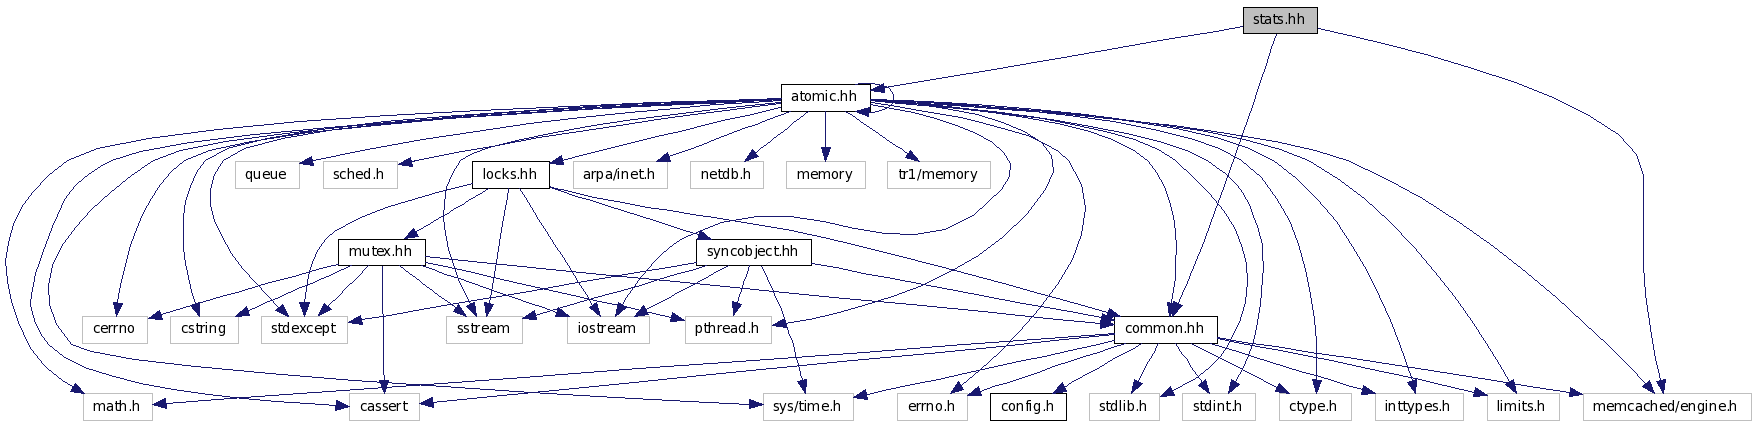 stats.hh
atomic.hh
queue
sched.h
locks.hh
arpa/inet.h
netdb.h
memory
tr1/memory
mutex.hh
syncobject.hh
cerrno
cstring
stdexcept
sstream
iostream
pthread.h
common.hh
math.h
cassert
sys/time.h
errno.h
config.h
stdlib.h
stdint.h
ctype.h
inttypes.h
limits.h
memcached/engine.h